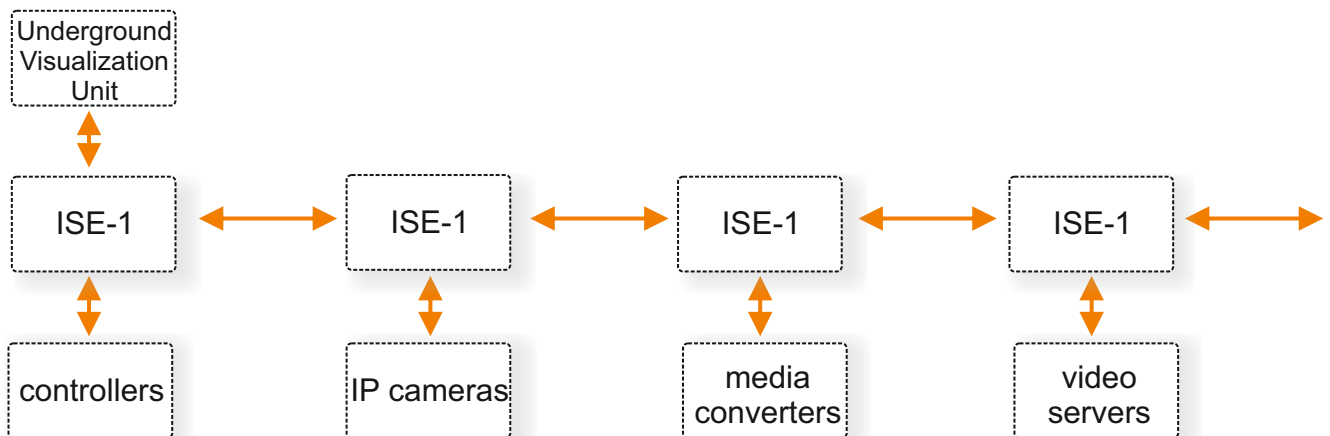 Underground
Visualization
Unit
ISE-1
ISE-1
ISE-1
ISE-1
controllers
IP cameras
media
converters
video
servers